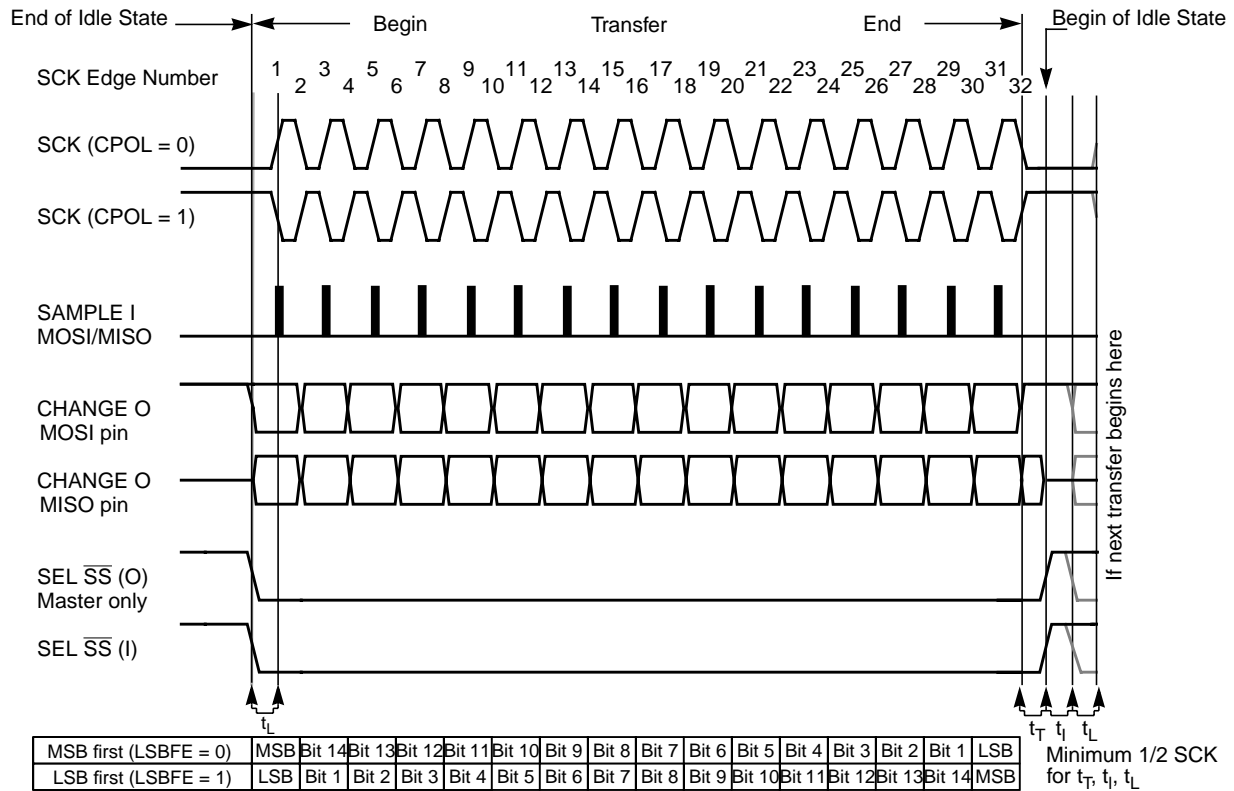 End of Idle State
Begin
Transfer
End
Begin of Idle State
SCK Edge Number
1 3 5 7 9 11 13 15 17 19 21 23 25 27 29 31
2 4 6 8 10 12 14 16 18 20 22 24 26 28 30 32
SCK (CPOL = 0)
SCK (CPOL = 1)
SAMPLE I
MOSI/MISO
CHANGE O
MOSI pin
CHANGE O
MISO pin
SEL SS (O)
Master only
SEL SS (I)
If next transfer begins here
tL
tT tI tL
MSB first (LSBFE = 0) MSB Bit 14 Bit 13 Bit 12 Bit 11 Bit 10 Bit 9 Bit 8 Bit 7 Bit 6 Bit 5 Bit 4 Bit 3 Bit 2 Bit 1 LSB
LSB first (LSBFE = 1) LSB Bit 1 Bit 2 Bit 3 Bit 4 Bit 5 Bit 6 Bit 7 Bit 8 Bit 9 Bit 10 Bit 11 Bit 12 Bit 13 Bit 14 MSB
Minimum 1/2 SCK
for tT, tI, tL